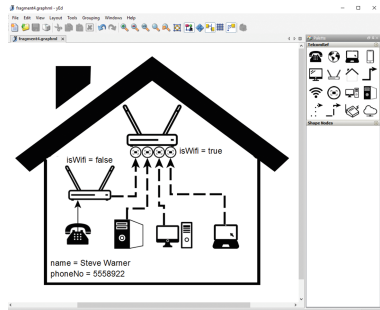 fragment4.graphml - yEd
File Edit View Layout Tools Grouping Windows Help
fragment4.graphml
Palette
TelcomDef
isWifi = false
isWifi = true
name = Steve Warner
phoneNo = 5558922
Shape Nodes